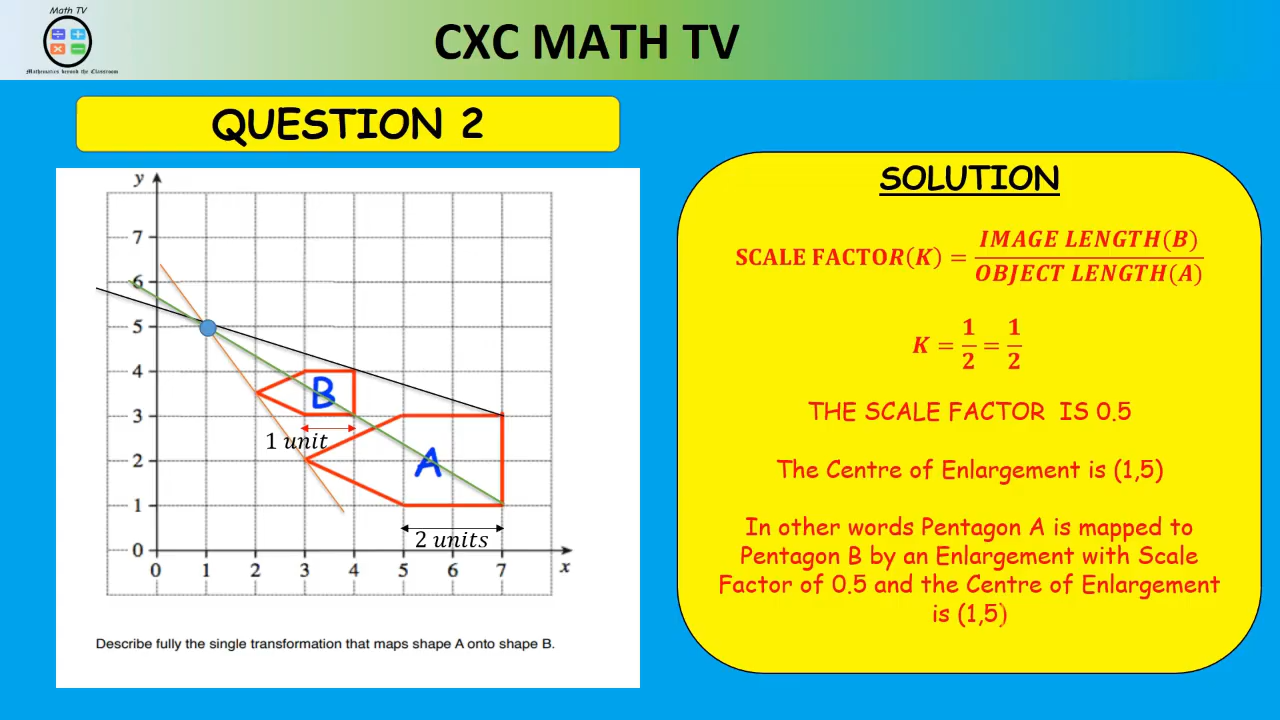 Math TV
Mathematics beyond the Classroom
CXC MATH TV
QUESTION 2
y
7
6
5
4
3
2
1
0
0 1 2 3 4 5 6 7 x
B
A
1 unit
2 units
Describe fully the single transformation that maps shape A onto shape B.
SOLUTION
SCALE FACTOR(K) = IMAGE LENGTH(B) / OBJECT LENGTH(A)
K = 1/2 = 1/2
THE SCALE FACTOR IS 0.5
The Centre of Enlargement is (1,5)
In other words Pentagon A is mapped to
Pentagon B by an Enlargement with Scale
Factor of 0.5 and the Centre of Enlargement
is (1,5)